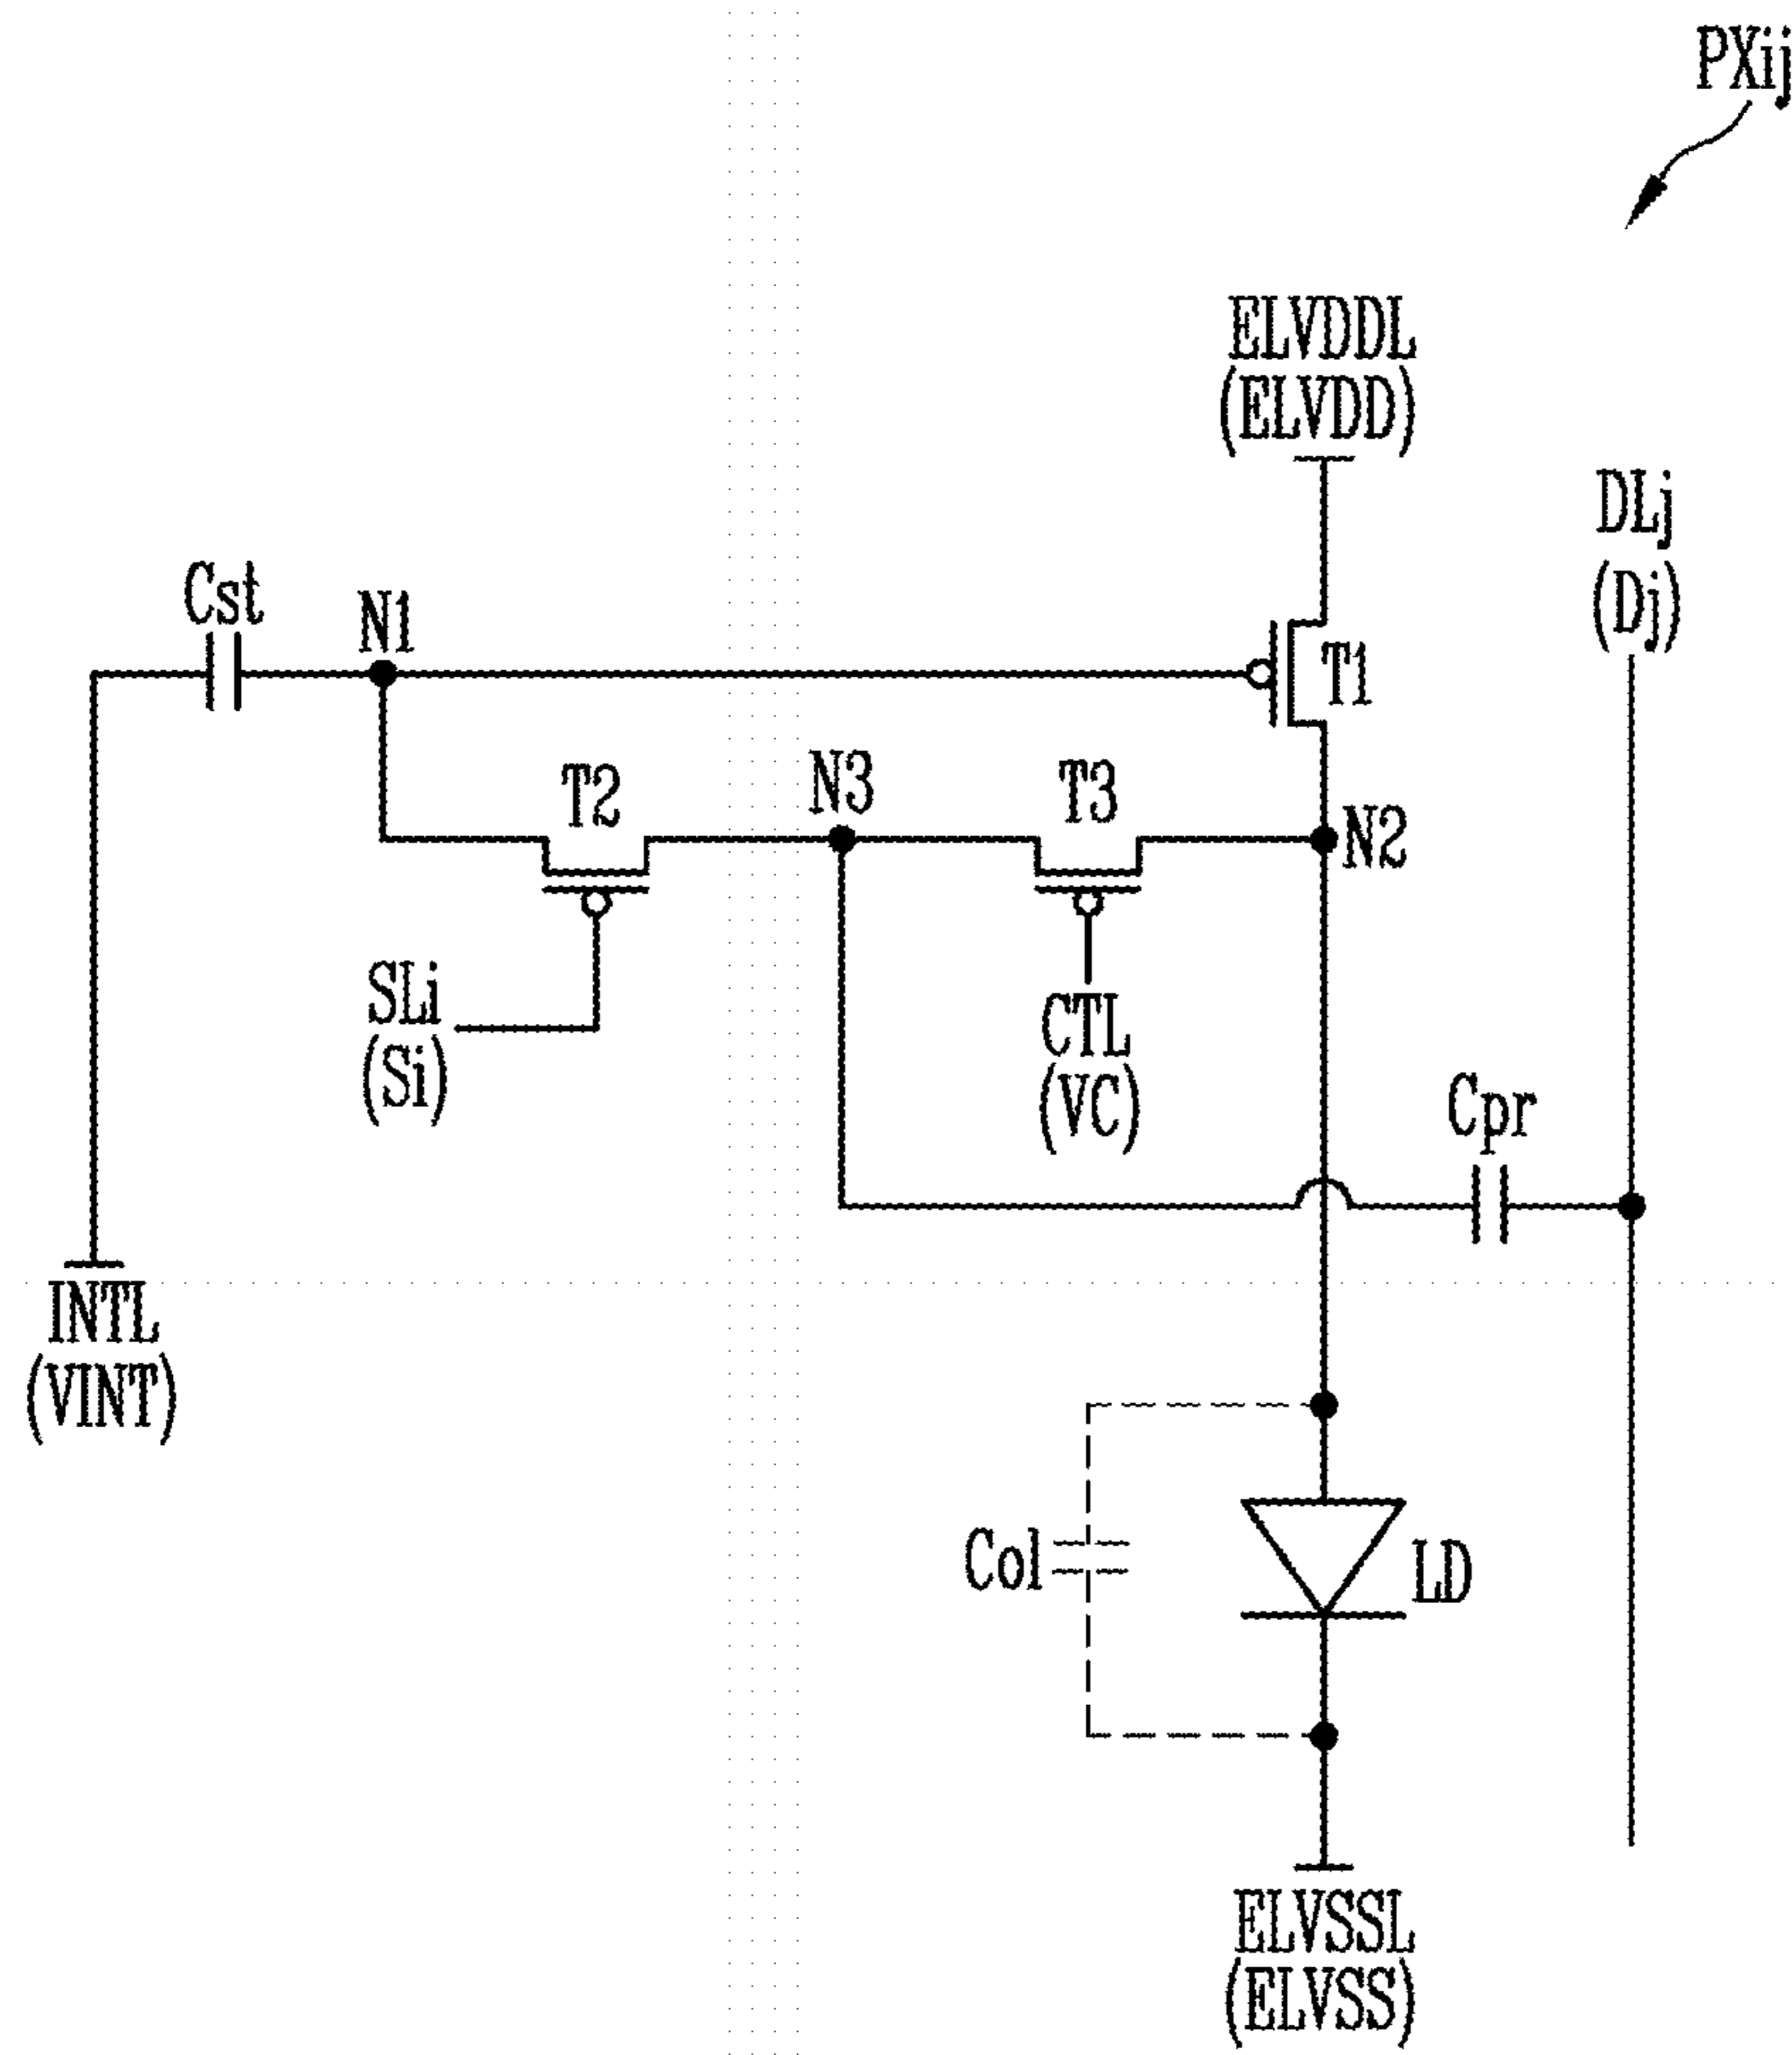 PXij
ELVDDL
(ELVDD)
DLj
(Dj)
Cst
N1
T1
T2
N3
T3
N2
SLi
(Si)
CTL
(VC)
Cpr
INTL
(VINT)
Col
LD
ELVSSL
(ELVSS)